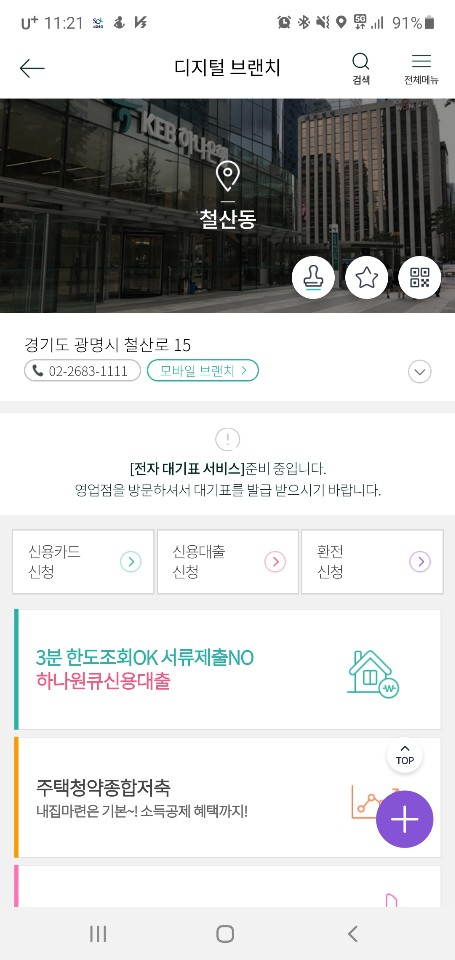 U+ 11:21 5G 91%
디지털 브랜치
검색
전체메뉴
KEB 하나은행
철산동
경기도 광명시 철산로 15
02-2683-1111
모바일 브랜치 >
!
[전자 대기표 서비스]준비 중입니다.
영업점을 방문하셔서 대기표를 발급 받으시기 바랍니다.
신용카드
신청
신용대출
신청
환전
신청
3분 한도조회OK 서류제출NO
하나원큐신용대출
₩
TOP
주택청약종합저축
내집마련은 기본~! 소득공제 혜택까지!